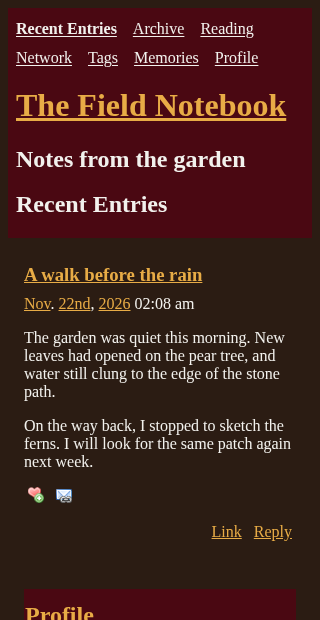 Recent Entries Archive Reading
Network Tags Memories Profile
The Field Notebook
Notes from the garden
Recent Entries
A walk before the rain
Nov. 22nd, 2026 02:08 am
The garden was quiet this morning. New
leaves had opened on the pear tree, and
water still clung to the edge of the stone
path.
On the way back, I stopped to sketch the
ferns. I will look for the same patch again
next week.
Link Reply
Profile